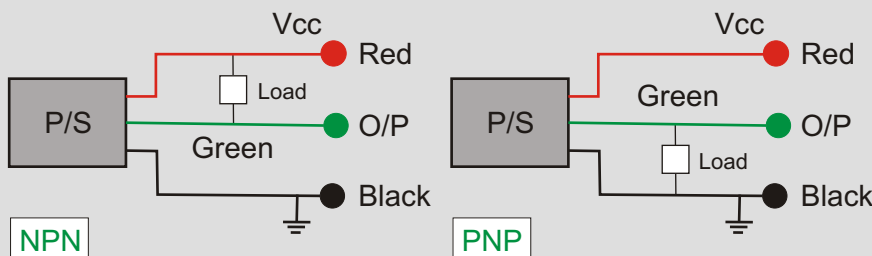 Vcc
Red
Load
P/S
O/P
Green
Black
NPN
Vcc
Red
Green
P/S
O/P
Load
Black
PNP